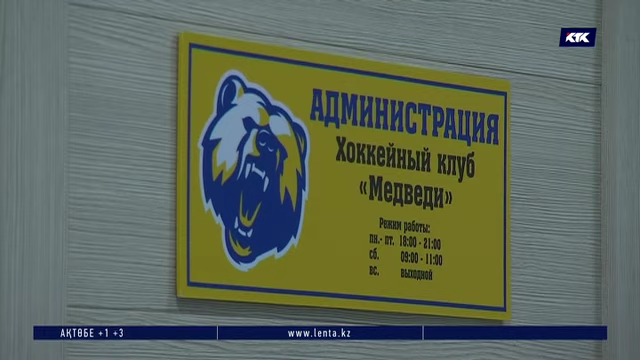 КТК
АДМИНИСТРАЦИЯ
Хоккейный клуб
«Медведи»
Режим работы:
пн.- пт. 18:00 - 21:00
сб. 09:00 - 11:00
вс. выходной
АҚТӨБЕ +1 +3
www.lenta.kz